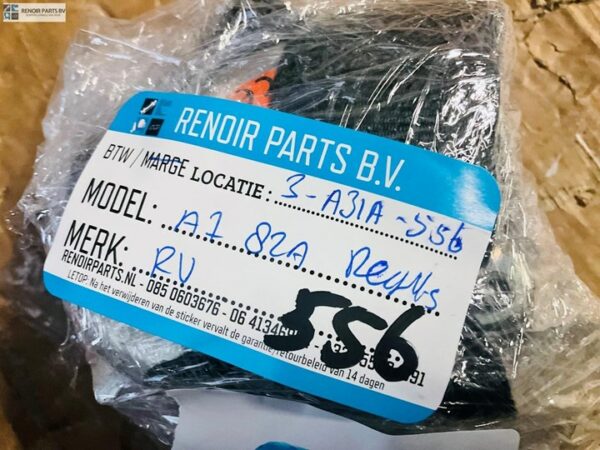 RENOIR PARTS BV
RENOIR PARTS B.V.
BTW / MARGE LOCATIE : 3-A31A-556
MODEL: A1 82A Rechts
MERK: RV
RENOIRPARTS.NL - 085 0603676 - 06 4134
LETOP: Na het verwijderen van de sticker vervalt de garantie/retourbeleid van 14 dagen
556